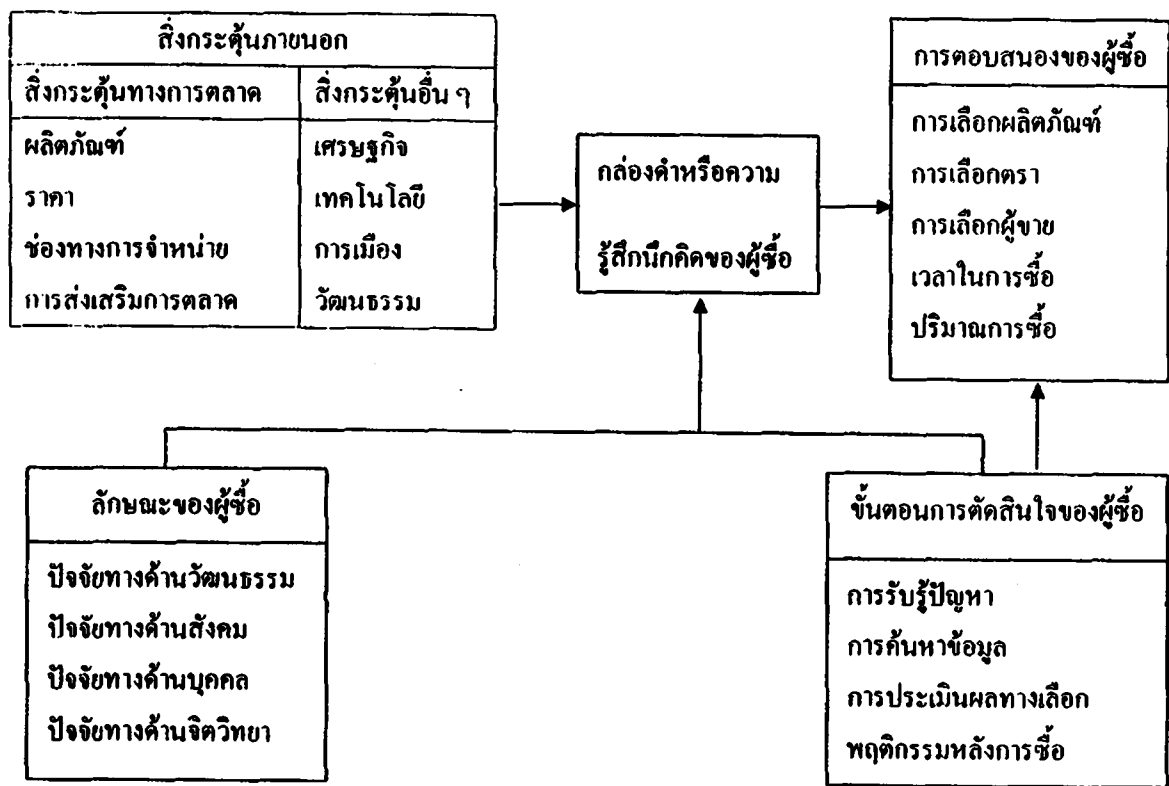 สิ่งกระตุ้นภายนอก
สิ่งกระตุ้นทางการตลาด
สิ่งกระตุ้นอื่น ๆ
ผลิตภัณฑ์
ราคา
ช่องทางการจำหน่าย
การส่งเสริมการตลาด
เศรษฐกิจ
เทคโนโลยี
การเมือง
วัฒนธรรม
กล่องดำหรือความ
รู้สึกนึกคิดของผู้ซื้อ
การตอบสนองของผู้ซื้อ
การเลือกผลิตภัณฑ์
การเลือกตรา
การเลือกผู้ขาย
เวลาในการซื้อ
ปริมาณการซื้อ
ลักษณะของผู้ซื้อ
ปัจจัยทางด้านวัฒนธรรม
ปัจจัยทางด้านสังคม
ปัจจัยทางด้านบุคคล
ปัจจัยทางด้านจิตวิทยา
ขั้นตอนการตัดสินใจของผู้ซื้อ
การรับรู้ปัญหา
การค้นหาข้อมูล
การประเมินผลทางเลือก
พฤติกรรมหลังการซื้อ